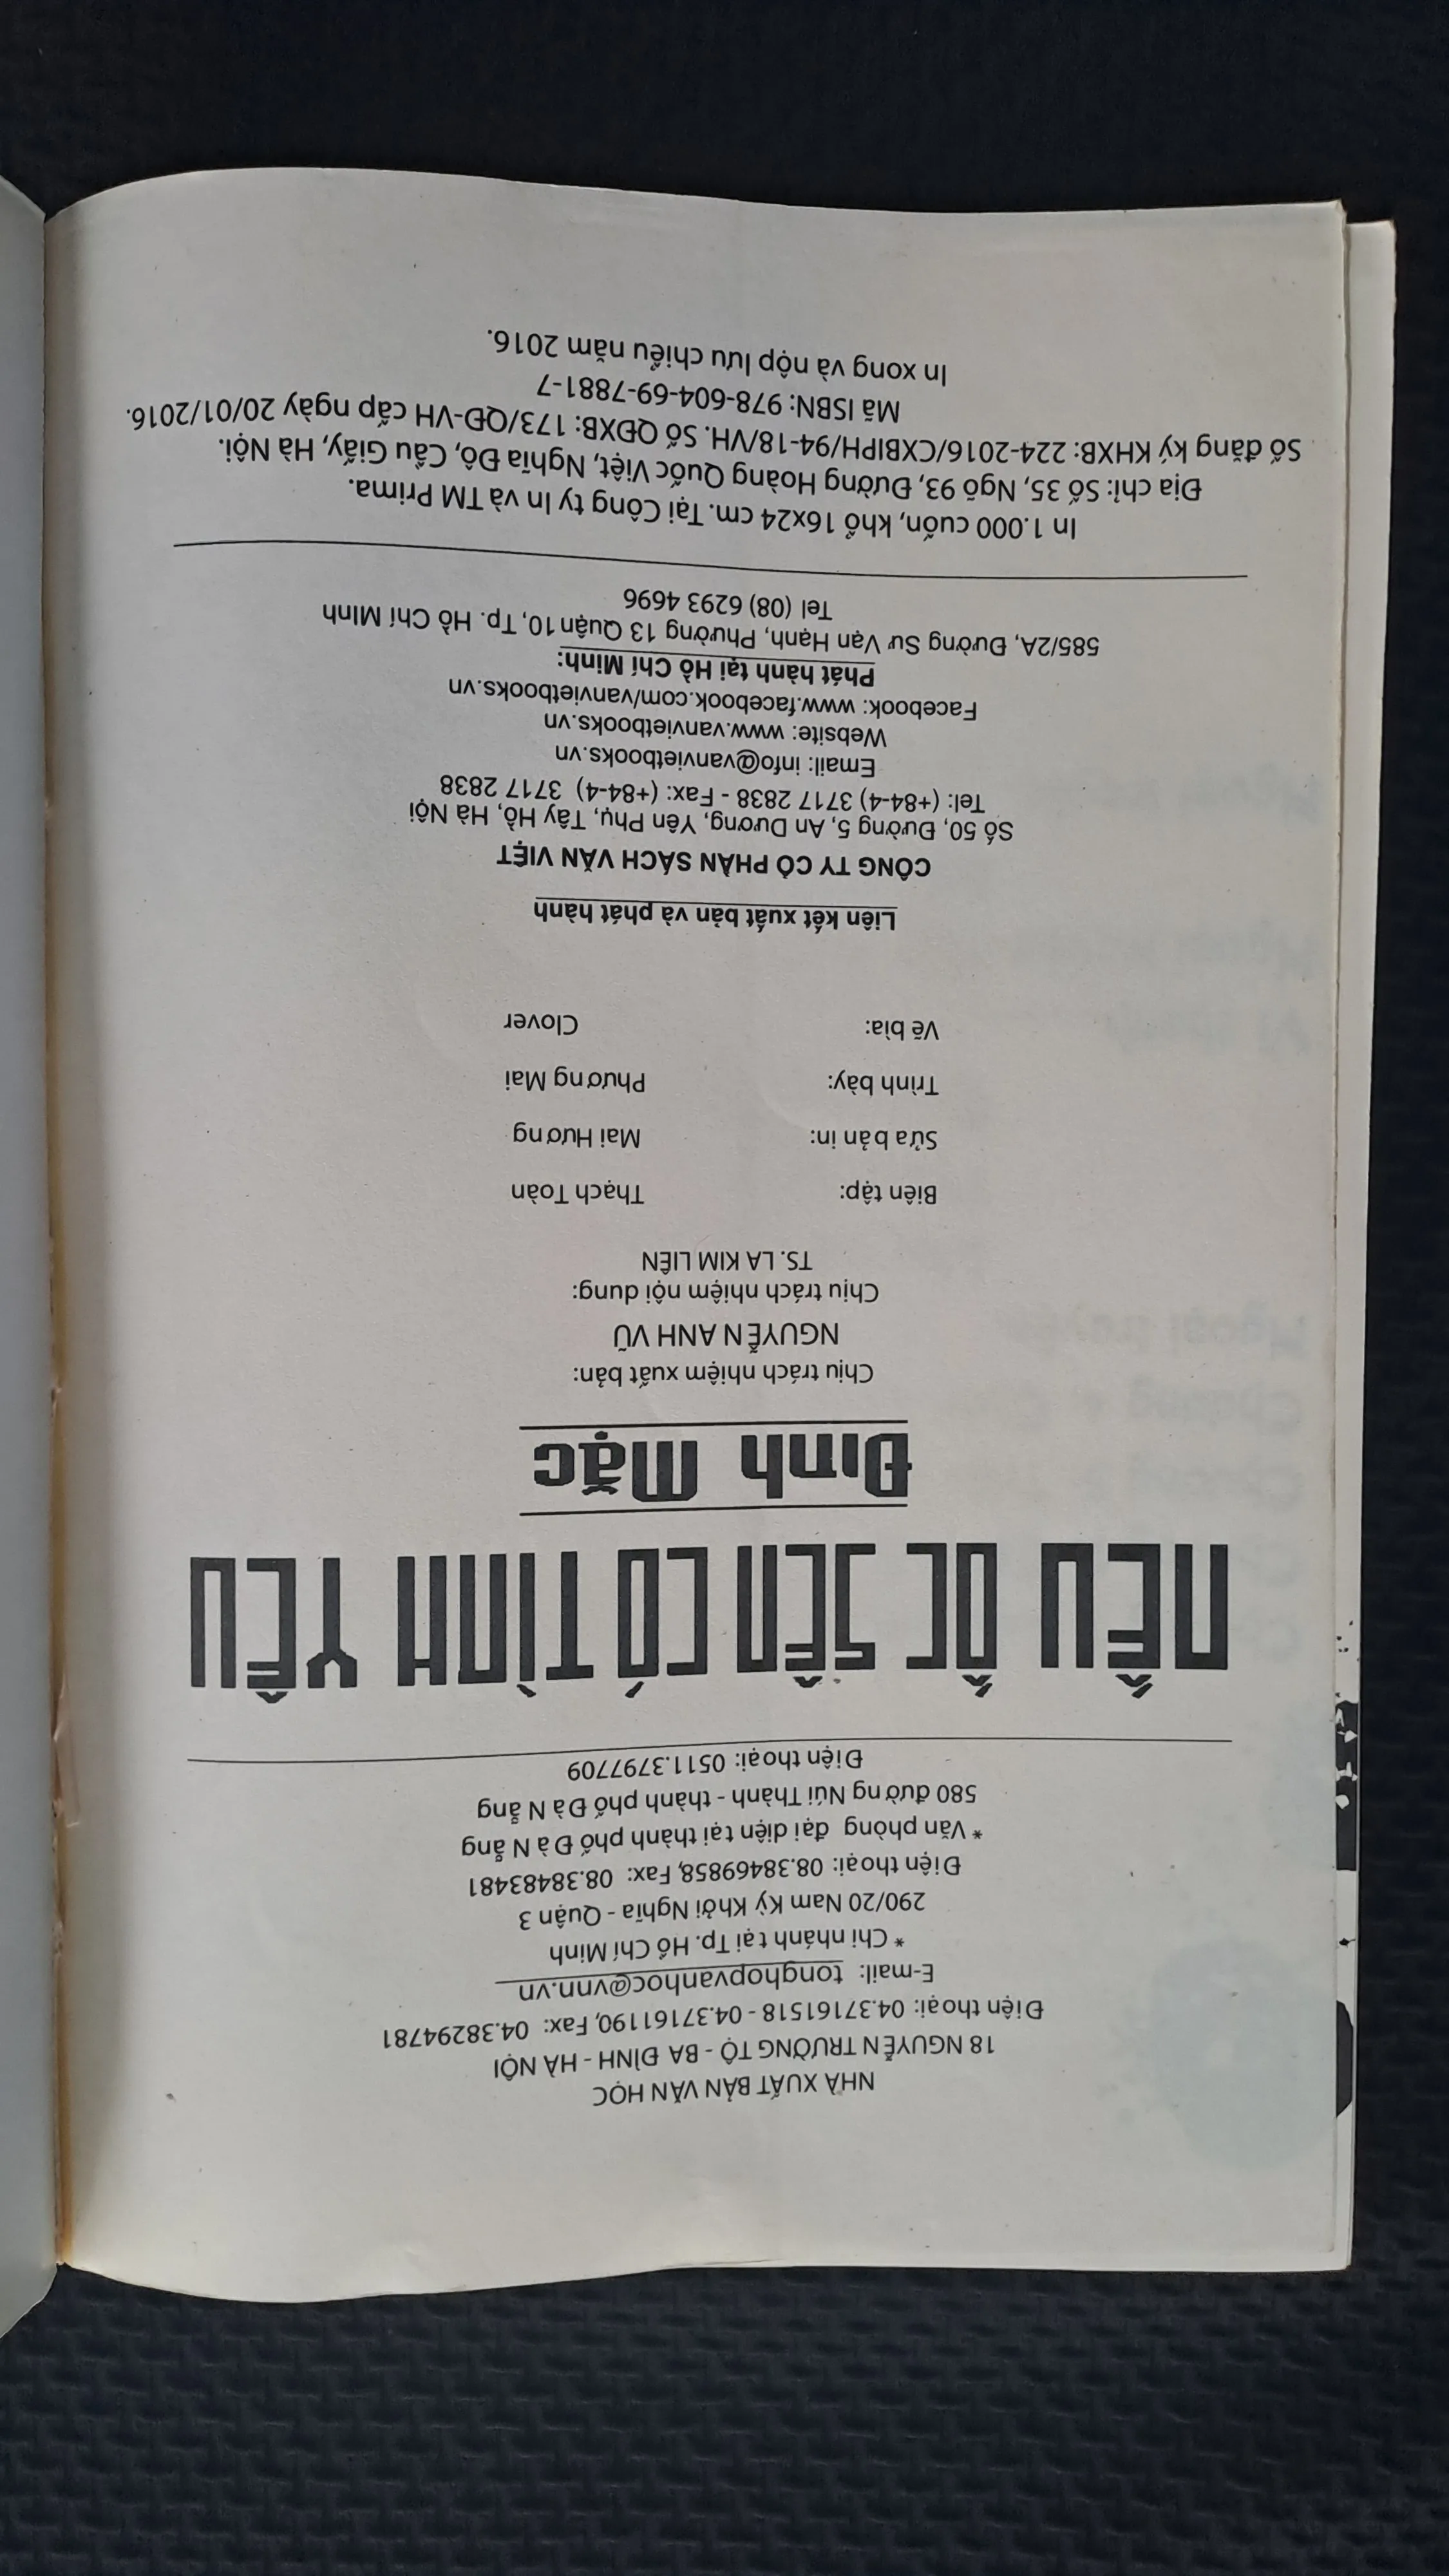 NHÀ XUẤT BẢN VĂN HỌC
18 NGUYỄN TRƯỜNG TỘ - BA ĐÌNH - HÀ NỘI
Điện thoại: 04.37161518 - 04.37161190, Fax: 04.38294781
E-mail: tonghopvanhoc@vnn.vn
* Chi nhánh tại Tp. Hồ Chí Minh
290/20 Nam Kỳ Khởi Nghĩa - Quận 3
Điện thoại: 08.38469858, Fax: 08.38483481
* Văn phòng đại diện tại thành phố Đà Nẵng
580 đường Núi Thành - thành phố Đà Nẵng
Điện thoại: 0511.3797709
NẾU ỐC SÊN CÓ TÌNH YÊU
Đinh Mặc
Chịu trách nhiệm xuất bản:
NGUYỄN ANH VŨ
Chịu trách nhiệm nội dung:
TS. LA KIM LIÊN
Biên tập: Thạch Toàn
Sửa bản in: Mai Hương
Trình bày: Phương Mai
Vẽ bìa: Clover
Liên kết xuất bản và phát hành
CÔNG TY CỔ PHẦN SÁCH VĂN VIỆT
Số 50, Đường 5, An Dương, Yên Phụ, Tây Hồ, Hà Nội
Tel: (+84-4) 3717 2838 - Fax: (+84-4) 3717 2838
Email: info@vanvietbooks.vn
Website: www.vanvietbooks.vn
Facebook: www.facebook.com/vanvietbooks.vn
Phát hành tại Hồ Chí Minh:
585/2A, Đường Sư Vạn Hạnh, Phường 13 Quận 10, Tp. Hồ Chí Minh
Tel (08) 6293 4696
In 1.000 cuốn, khổ 16x24 cm. Tại Công ty In và TM Prima.
Địa chỉ: Số 35, Ngõ 93, Đường Hoàng Quốc Việt, Nghĩa Đô, Cầu Giấy, Hà Nội.
Số đăng ký KHXB: 224-2016/CXBIPH/94-18/VH. Số QĐXB: 173/QĐ-VH cấp ngày 20/01/2016.
Mã ISBN: 978-604-69-7881-7
In xong và nộp lưu chiểu năm 2016.